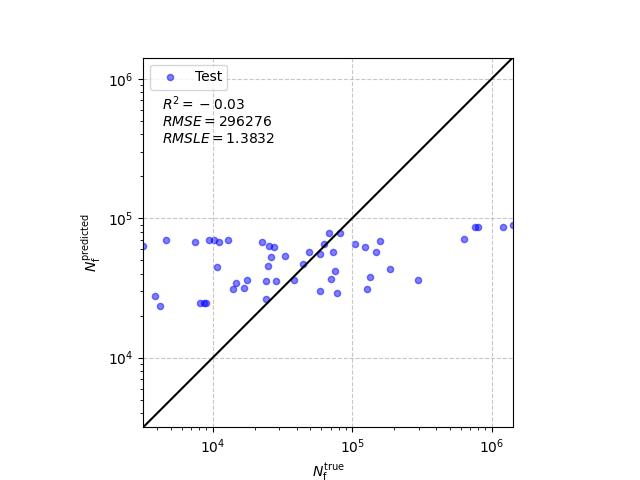 10⁶
10⁵
10⁴
N_f^predicted
Test
R² = −0.03
RMSE = 296276
RMSLE = 1.3832
10⁴ 10⁵ 10⁶
N_f^true